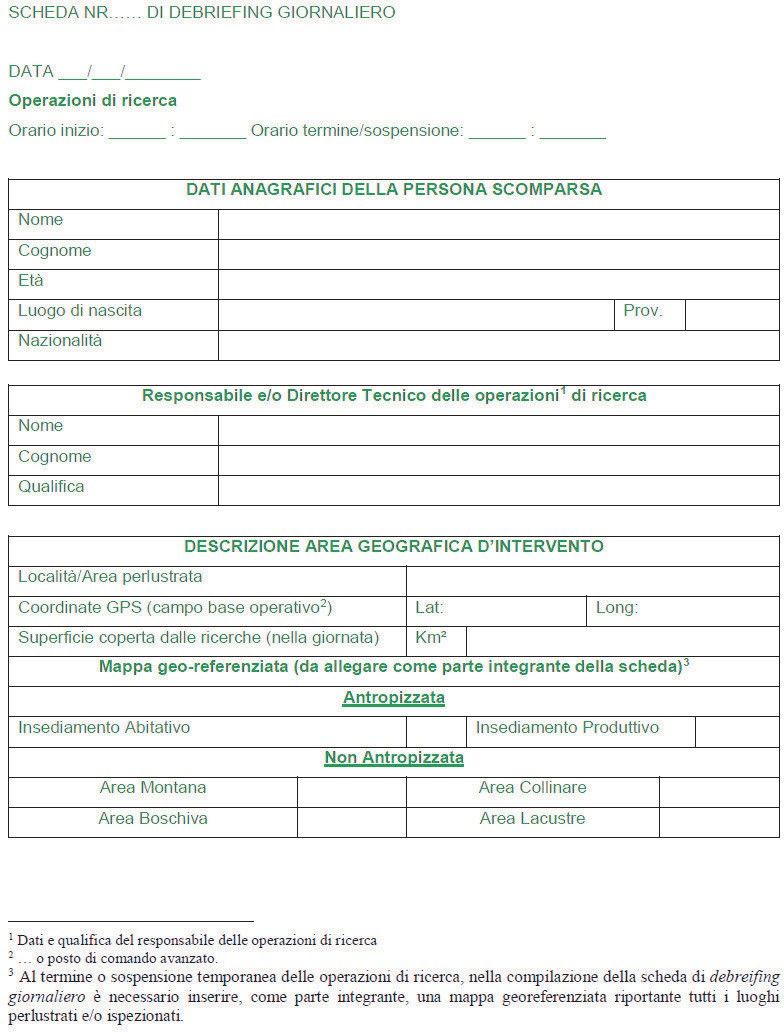 SCHEDA NR…… DI DEBRIEFING GIORNALIERO
DATA ___/___/________
Operazioni di ricerca
Orario inizio: ______ : _______ Orario termine/sospensione: ______ : _______
DATI ANAGRAFICI DELLA PERSONA SCOMPARSA
Nome
Cognome
Età
Luogo di nascita Prov.
Nazionalità
Responsabile e/o Direttore Tecnico delle operazioni¹ di ricerca
Nome
Cognome
Qualifica
DESCRIZIONE AREA GEOGRAFICA D’INTERVENTO
Località/Area perlustrata
Coordinate GPS (campo base operativo²) Lat: Long:
Superficie coperta dalle ricerche (nella giornata) Km²
Mappa geo-referenziata (da allegare come parte integrante della scheda)³
Antropizzata
Insediamento Abitativo Insediamento Produttivo
Non Antropizzata
Area Montana Area Collinare
Area Boschiva Area Lacustre
¹ Dati e qualifica del responsabile delle operazioni di ricerca
² … o posto di comando avanzato.
³ Al termine o sospensione temporanea delle operazioni di ricerca, nella compilazione della scheda di debreifing
giornaliero è necessario inserire, come parte integrante, una mappa georeferenziata riportante tutti i luoghi
perlustrati e/o ispezionati.